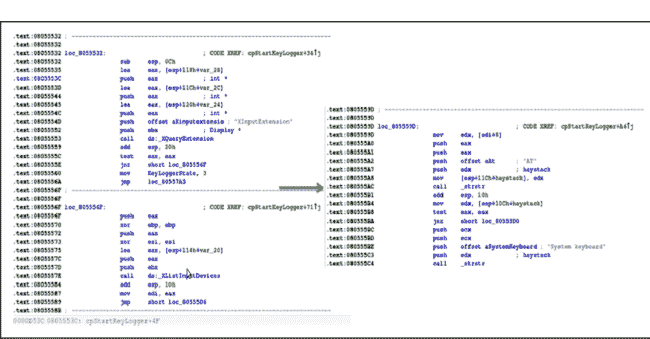 .text:08055532 ; ---------------------------------------------------------------------------
.text:08055532
.text:08055532 loc_8055532: ; CODE XREF: cpStartKeyLogger+36↑j
.text:08055532 sub esp, 0Ch
.text:08055535 lea eax, [esp+118h+var_28]
.text:0805553C push eax ; int *
.text:0805553D lea eax, [esp+11Ch+var_2C]
.text:08055544 push eax ; int *
.text:08055545 lea eax, [esp+120h+var_24]
.text:0805554C push eax ; int *
.text:0805554D push offset aXinputextensio ; "XInputExtension"
.text:08055552 push ebx ; Display *
.text:08055553 call ds:_XQueryExtension
.text:08055559 add esp, 20h
.text:0805555C test eax, eax
.text:0805555E jnz short loc_805556F
.text:08055560 mov KeyLoggerState, 3
.text:0805556A jmp loc_80557A3
.text:0805556F ; ---------------------------------------------------------------------------
.text:0805556F
.text:0805556F loc_805556F: ; CODE XREF: cpStartKeyLogger+71↑j
.text:0805556F push eax
.text:08055570 xor ebp, ebp
.text:08055572 push eax
.text:08055573 xor esi, esi
.text:08055575 lea eax, [esp+114h+var_20]
.text:0805557C push eax
.text:0805557D push ebx
.text:0805557E call ds:_XListInputDevices
.text:08055584 add esp, 10h
.text:08055587 mov edi, eax
.text:08055589 jmp short loc_80555D6
.text:0805558B ; ---------------------------------------------------------------------------
cpStartKeyLogger+4F
.text:0805559D ; ---------------------------------------------------------------------------
.text:0805559D
.text:0805559D loc_805559D: ; CODE XREF: cpStartKeyLogger+A6↑j
.text:0805559D mov edx, [edi+8]
.text:080555A0 push eax
.text:080555A1 push eax
.text:080555A2 push offset aAt ; "AT"
.text:080555A7 push edx ; haystack
.text:080555A8 mov [esp+11Ch+haystack], edx
.text:080555AC call _strstr
.text:080555B1 add esp, 10h
.text:080555B4 mov edx, [esp+10Ch+haystack]
.text:080555B8 test eax, eax
.text:080555BA jnz short loc_80555D0
.text:080555BC push ecx
.text:080555BD push ecx
.text:080555BE push offset aSystemKeyboard ; "System keyboard"
.text:080555C3 push edx ; haystack
.text:080555C4 call _strstr